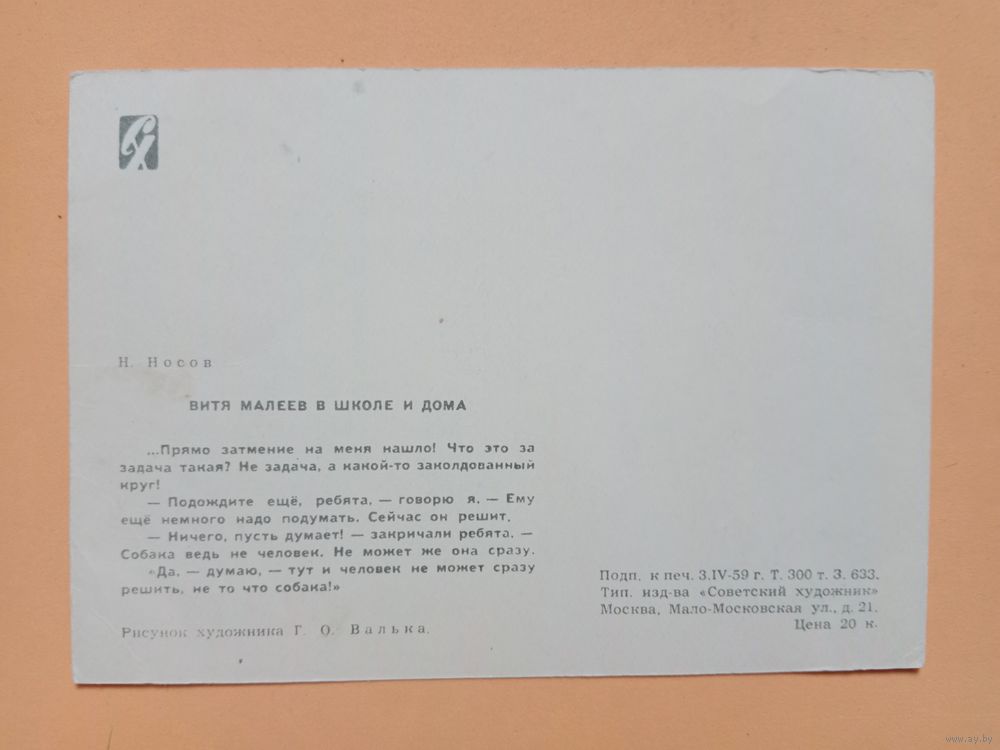 СХ
Н. Носов
ВИТЯ МАЛЕЕВ В ШКОЛЕ И ДОМА
...Прямо затмение на меня нашло! Что это за
задача такая? Не задача, а какой-то заколдованный
круг!
— Подождите ещё, ребята, — говорю я. — Ему
ещё немного надо подумать. Сейчас он решит.
— Ничего, пусть думает! — закричали ребята. —
Собака ведь не человек. Не может же она сразу.
«Да, — думаю, — тут и человек не может сразу
решить, не то что собака!»
Рисунок художника Г. О. Валька.
Подп. к печ. 3.IV-59 г. Т. 300 т. З. 633.
Тип. изд-ва «Советский художник»
Москва, Мало-Московская ул., д. 21.
Цена 20 к.
www.ay.by